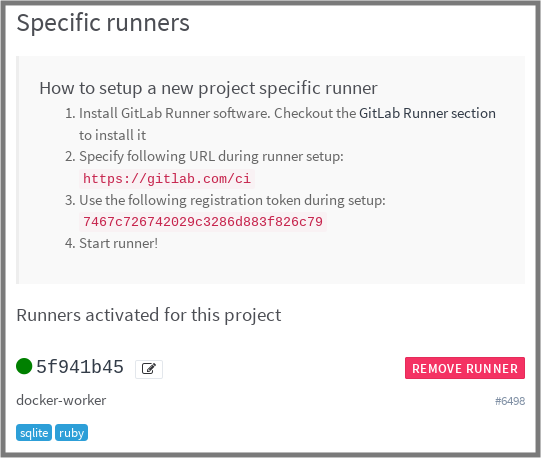 Specific runners
How to setup a new project specific runner
1. Install GitLab Runner software. Checkout the GitLab Runner section
to install it
2. Specify following URL during runner setup:
https://gitlab.com/ci
3. Use the following registration token during setup:
7467c726742029c3286d883f826c79
4. Start runner!
Runners activated for this project
5f941b45 REMOVE RUNNER
docker-worker #6498
sqlite ruby